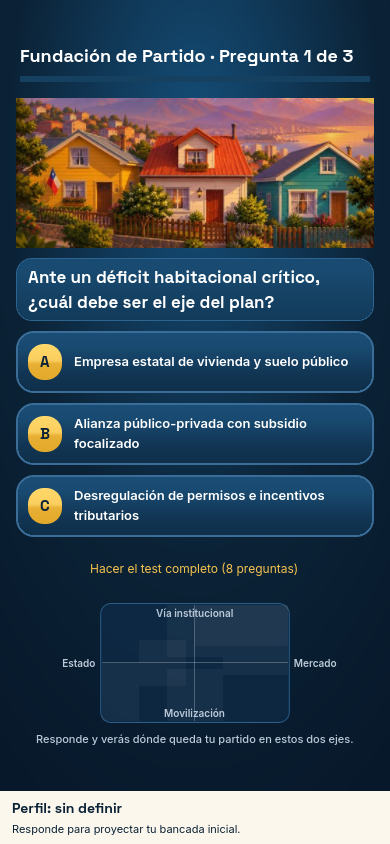 Fundación de Partido · Pregunta 1 de 3
Ante un déficit habitacional crítico,
¿cuál debe ser el eje del plan?
A
Empresa estatal de vivienda y suelo público
B
Alianza público-privada con subsidio
focalizado
C
Desregulación de permisos e incentivos
tributarios
Hacer el test completo (8 preguntas)
Vía institucional
Estado
Mercado
Movilización
Responde y verás dónde queda tu partido en estos dos ejes.
Perfil: sin definir
Responde para proyectar tu bancada inicial.